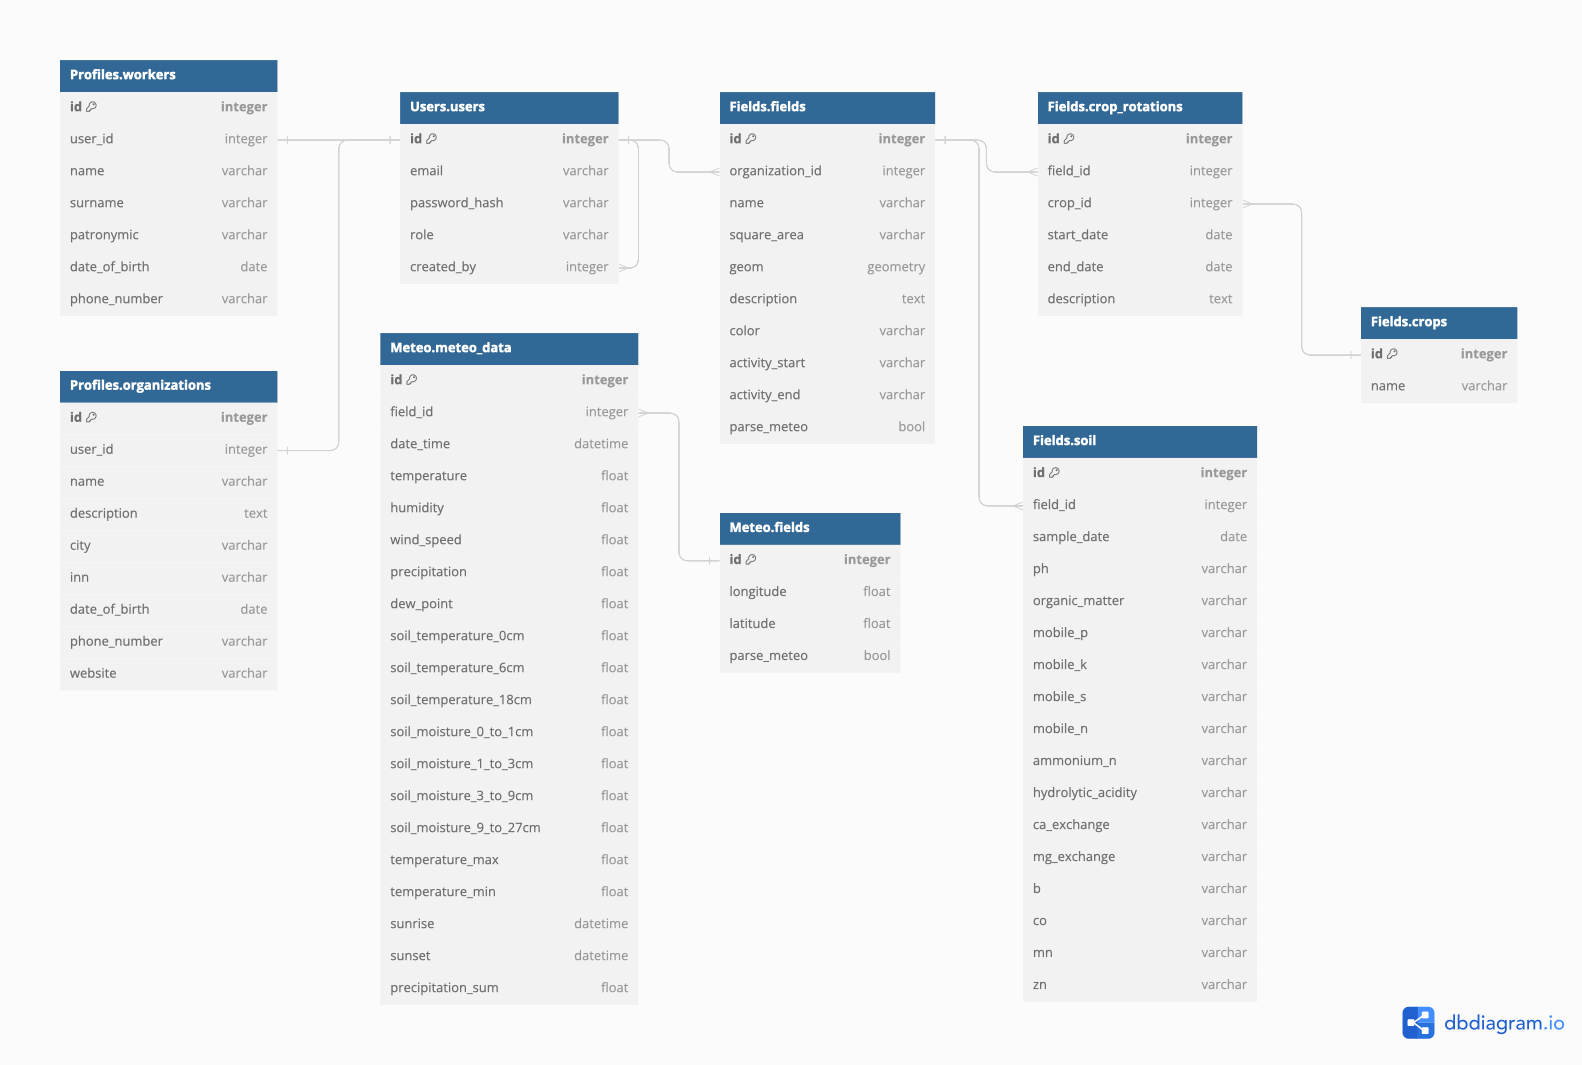 Profiles.workers
id integer
user_id integer
name varchar
surname varchar
patronymic varchar
date_of_birth date
phone_number varchar
Profiles.organizations
id integer
user_id integer
name varchar
description text
city varchar
inn varchar
date_of_birth date
phone_number varchar
website varchar
Users.users
id integer
email varchar
password_hash varchar
role varchar
created_by integer
Meteo.meteo_data
id integer
field_id integer
date_time datetime
temperature float
humidity float
wind_speed float
precipitation float
dew_point float
soil_temperature_0cm float
soil_temperature_6cm float
soil_temperature_18cm float
soil_moisture_0_to_1cm float
soil_moisture_1_to_3cm float
soil_moisture_3_to_9cm float
soil_moisture_9_to_27cm float
temperature_max float
temperature_min float
sunrise datetime
sunset datetime
precipitation_sum float
Fields.fields
id integer
organization_id integer
name varchar
square_area varchar
geom geometry
description text
color varchar
activity_start varchar
activity_end varchar
parse_meteo bool
Meteo.fields
id integer
longitude float
latitude float
parse_meteo bool
Fields.crop_rotations
id integer
field_id integer
crop_id integer
start_date date
end_date date
description text
Fields.soil
id integer
field_id integer
sample_date date
ph varchar
organic_matter varchar
mobile_p varchar
mobile_k varchar
mobile_s varchar
mobile_n varchar
ammonium_n varchar
hydrolytic_acidity varchar
ca_exchange varchar
mg_exchange varchar
b varchar
co varchar
mn varchar
zn varchar
Fields.crops
id integer
name varchar
dbdiagram.io